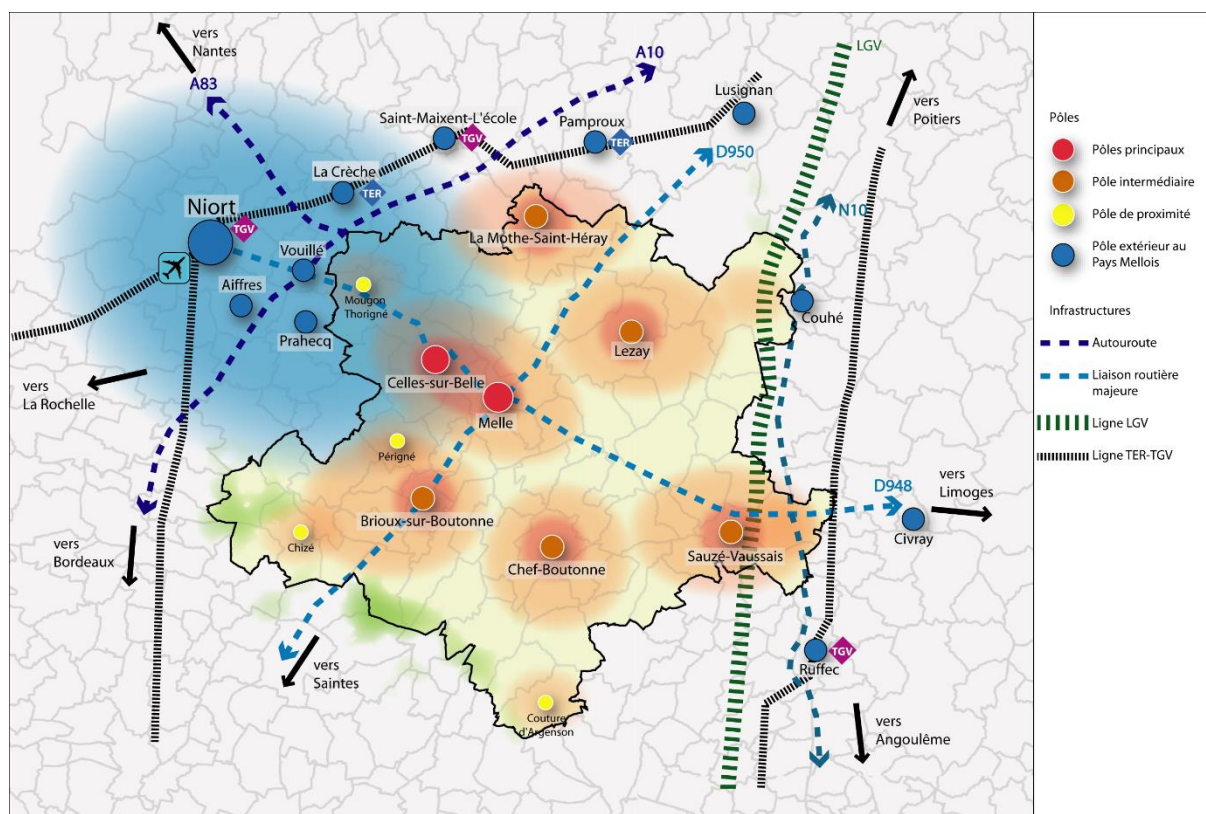 vers
Nantes
A83
A10
LGV
Lusignan
vers
Poitiers
Saint-Maixent-L'école
TGV
Pamproux
TER
D950
La Crèche
TER
N10
Niort
TGV
La Mothe-Saint-Héray
Vouillé
Aiffres
Mougon
Thorigné
Prahecq
Couhé
Lezay
Celles-sur-Belle
vers
La Rochelle
Melle
Périgné
vers
Limoges
D948
Brioux-sur-Boutonne
Civray
Chizé
Sauzé-Vaussais
vers
Bordeaux
Chef-Boutonne
vers
Saintes
TGV
Ruffec
Couture
d'Argenson
vers
Angoulême
Pôles
Pôles principaux
Pôle intermédiaire
Pôle de proximité
Pôle extérieur au
Pays Mellois
Infrastructures
Autouroute
Liaison routière
majeure
Ligne LGV
Ligne TER-TGV